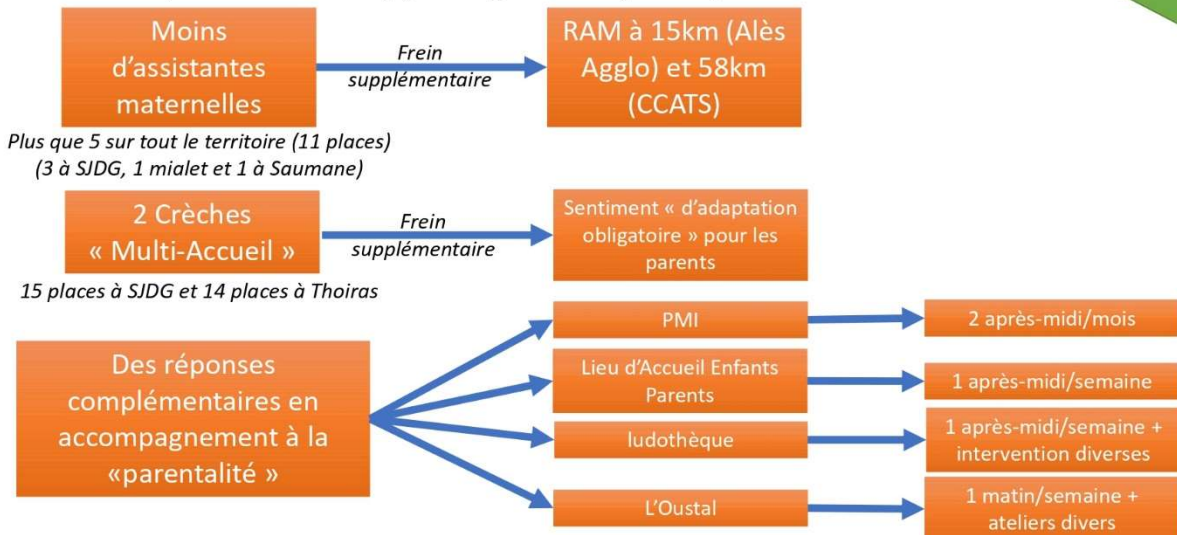 Moins
d'assistantes
maternelles
Frein
supplémentaire
RAM à 15km (Alès
Agglo) et 58km
(CCATS)
Plus que 5 sur tout le territoire (11 places)
(3 à SJDG, 1 mialet et 1 à Saumane)
2 Crèches
« Multi-Accueil »
Frein
supplémentaire
Sentiment « d'adaptation
obligatoire » pour les
parents
15 places à SJDG et 14 places à Thoiras
Des réponses
complémentaires en
accompagnement à la
«parentalité »
PMI
2 après-midi/mois
Lieu d'Accueil Enfants
Parents
1 après-midi/semaine
ludothèque
1 après-midi/semaine +
intervention diverses
L'Oustal
1 matin/semaine +
ateliers divers